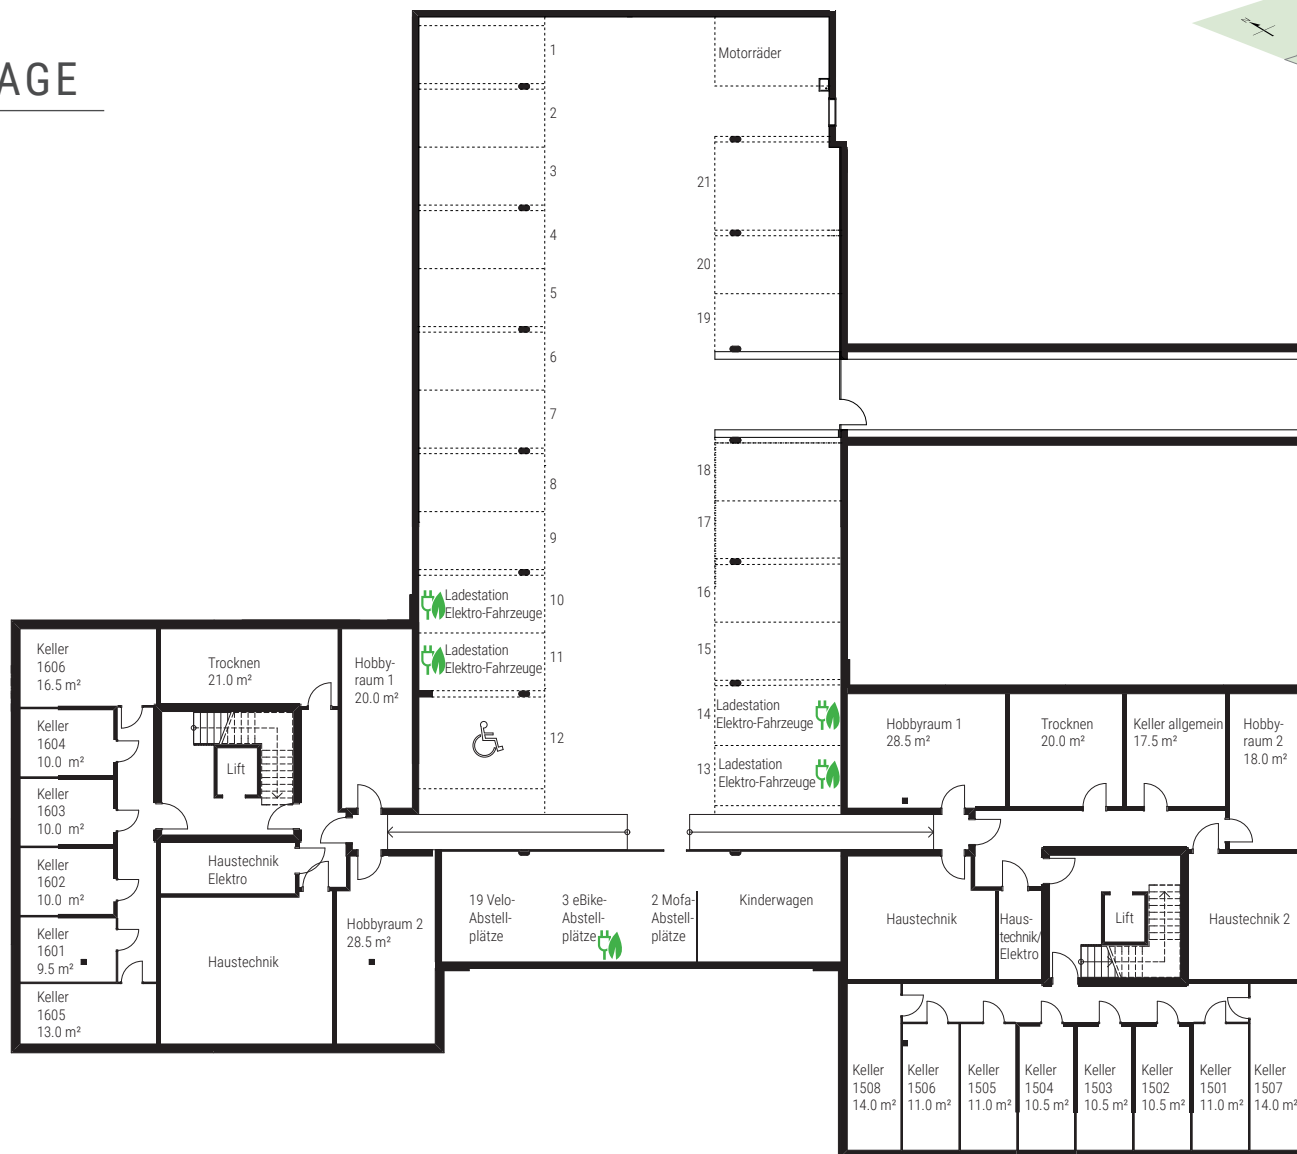 AGE
N
1
2
3
4
5
6
7
8
9
10
11
12
Motorräder
21
20
19
18
17
16
15
14
13
Ladestation
Elektro-Fahrzeuge
Ladestation
Elektro-Fahrzeuge
Ladestation
Elektro-Fahrzeuge
Ladestation
Elektro-Fahrzeuge
Keller
1606
16.5 m²
Trocknen
21.0 m²
Hobby-
raum 1
20.0 m²
Keller
1604
10.0 m²
Lift
Keller
1603
10.0 m²
Keller
1602
10.0 m²
Haustechnik
Elektro
Keller
1601
9.5 m²
Haustechnik
Hobbyraum 2
28.5 m²
Keller
1605
13.0 m²
19 Velo-
Abstell-
plätze
3 eBike-
Abstell-
plätze
2 Mofa-
Abstell-
plätze
Kinderwagen
Hobbyraum 1
28.5 m²
Trocknen
20.0 m²
Keller allgemein
17.5 m²
Hobby-
raum 2
18.0 m²
Haustechnik
Haus-
technik/
Elektro
Lift
Haustechnik 2
Keller
1508
14.0 m²
Keller
1506
11.0 m²
Keller
1505
11.0 m²
Keller
1504
10.5 m²
Keller
1503
10.5 m²
Keller
1502
10.5 m²
Keller
1501
11.0 m²
Keller
1507
14.0 m²